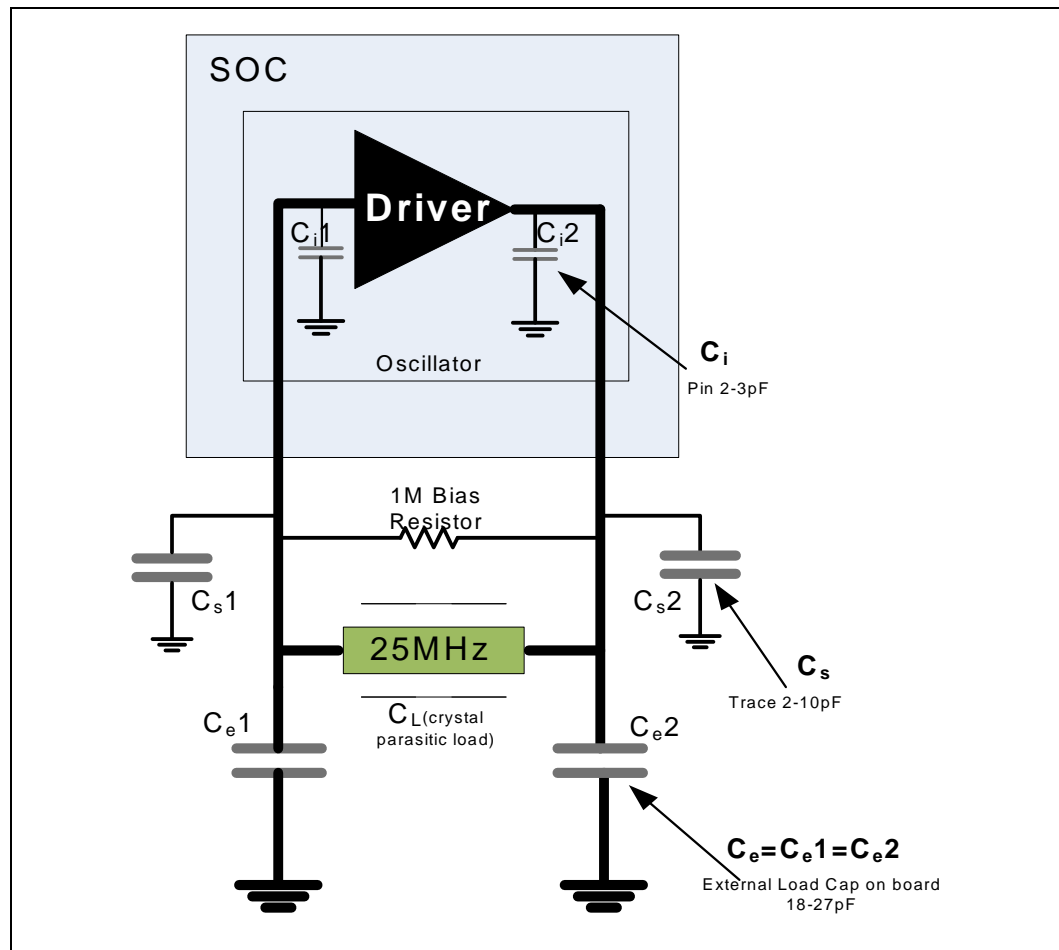 SOC
Driver
Ci1
Ci2
Oscillator
Ci
Pin 2-3pF
1M Bias
Resistor
Cs1
Cs2
25MHz
Cs
Trace 2-10pF
CL(crystal
parasitic load)
Ce1
Ce2
Ce=Ce1=Ce2
External Load Cap on board
18-27pF